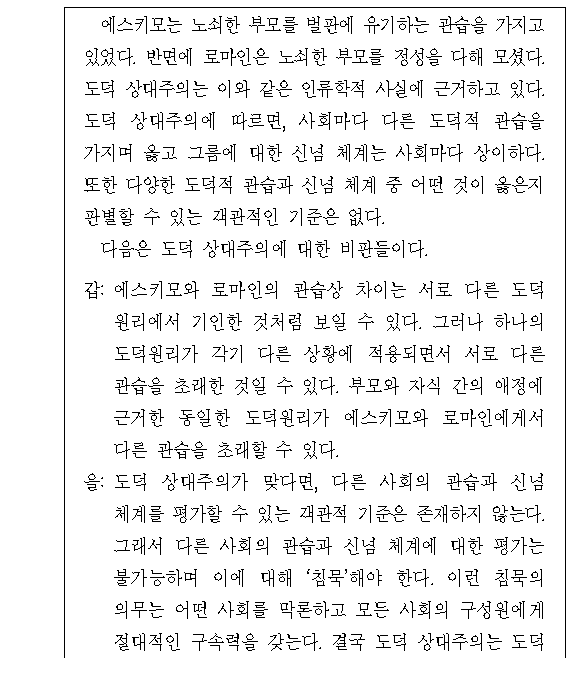 에스키모는 노쇠한 부모를 벌판에 유기하는 관습을 가지고
있었다. 반면에 로마인은 노쇠한 부모를 정성을 다해 모셨다.
도덕 상대주의는 이와 같은 인류학적 사실에 근거하고 있다.
도덕 상대주의에 따르면, 사회마다 다른 도덕적 관습을
가지며 옳고 그름에 대한 신념 체계는 사회마다 상이하다.
또한 다양한 도덕적 관습과 신념 체계 중 어떤 것이 옳은지
판별할 수 있는 객관적인 기준은 없다.
다음은 도덕 상대주의에 대한 비판들이다.
갑: 에스키모와 로마인의 관습상 차이는 서로 다른 도덕
원리에서 기인한 것처럼 보일 수 있다. 그러나 하나의
도덕원리가 각기 다른 상황에 적용되면서 서로 다른
관습을 초래한 것일 수 있다. 부모와 자식 간의 애정에
근거한 동일한 도덕원리가 에스키모와 로마인에게서
다른 관습을 초래할 수 있다.
을: 도덕 상대주의가 맞다면, 다른 사회의 관습과 신념
체계를 평가할 수 있는 객관적 기준은 존재하지 않는다.
그래서 다른 사회의 관습과 신념 체계에 대한 평가는
불가능하며 이에 대해 ‘침묵’해야 한다. 이런 침묵의
의무는 어떤 사회를 막론하고 모든 사회의 구성원에게
절대적인 구속력을 갖는다. 결국 도덕 상대주의는 도덕